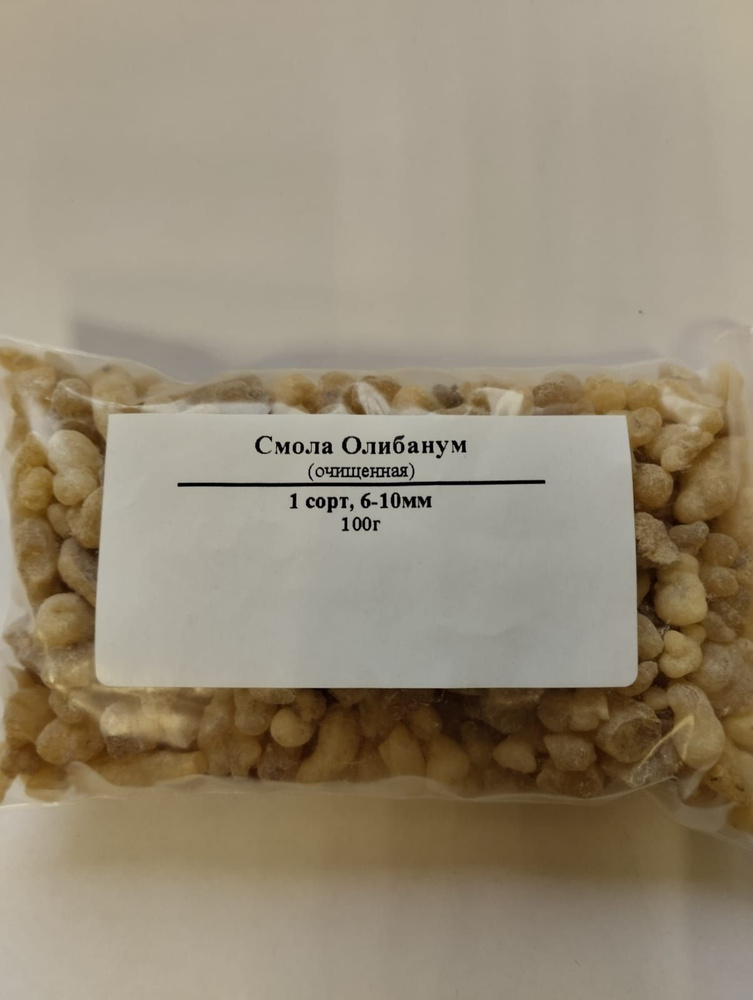 Смола Олибанум
(очищенная)
1 сорт, 6-10мм
100г